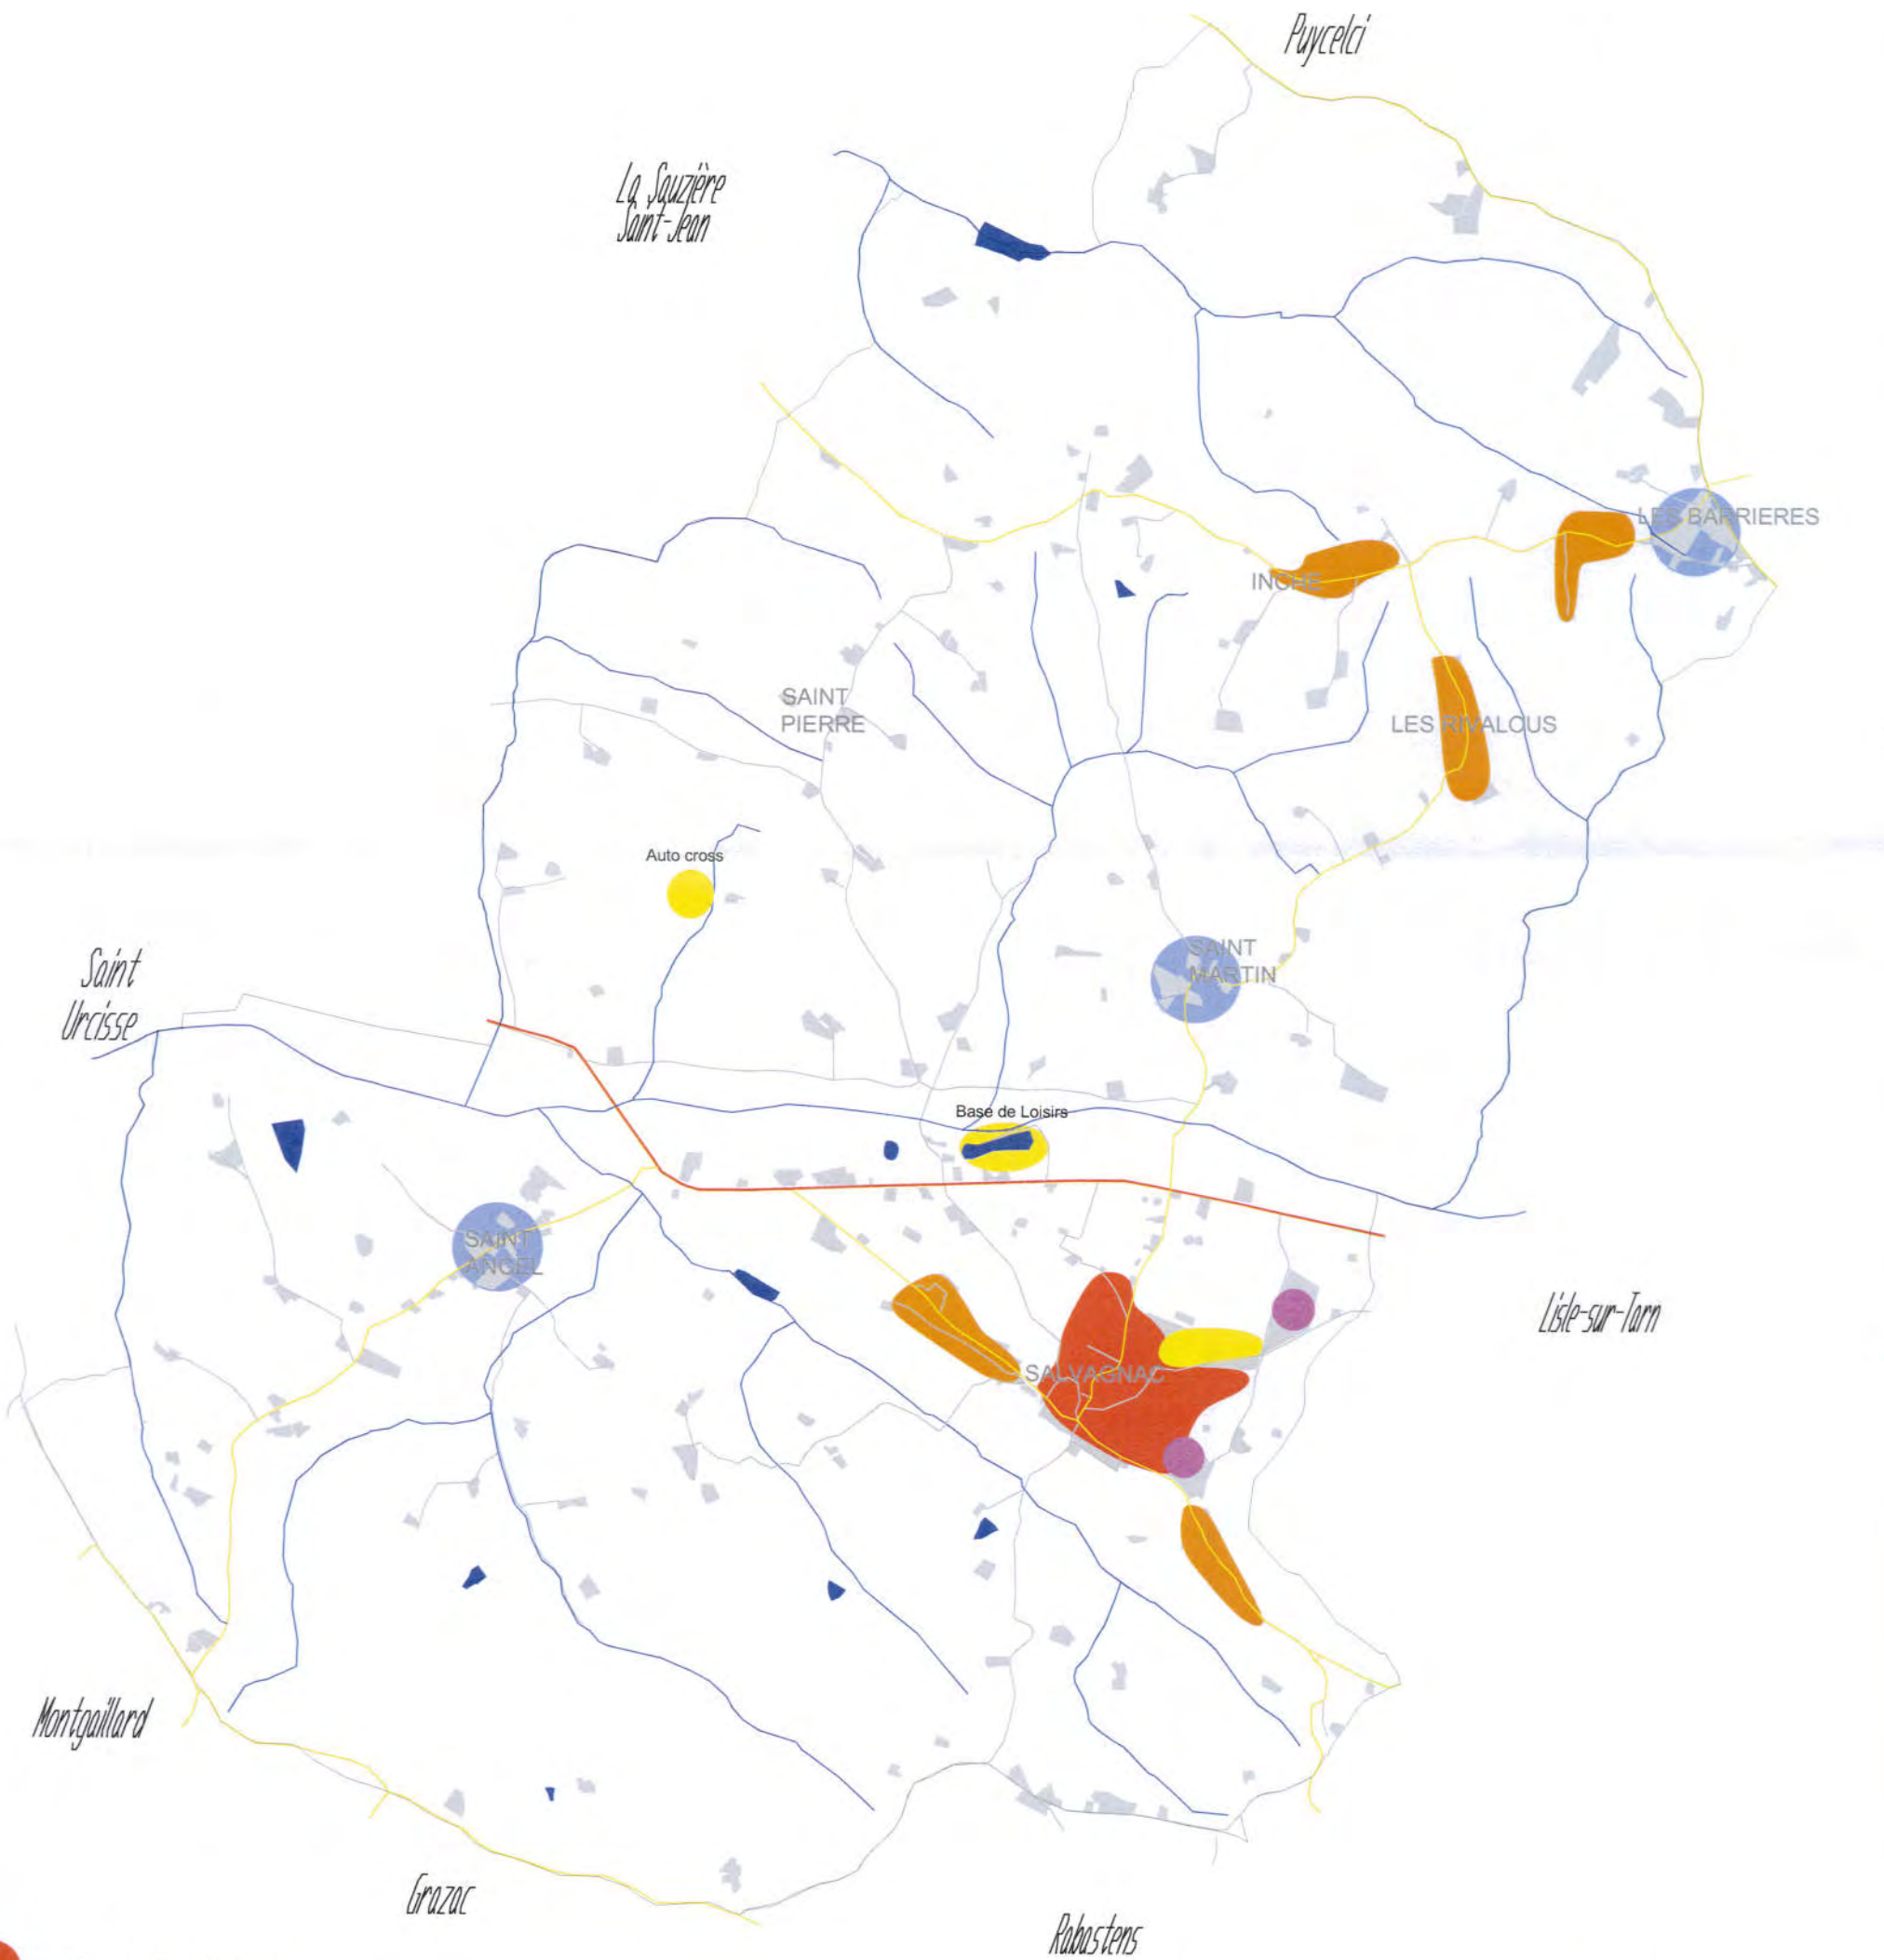 Puycelci
La Sauzière
Saint-Jean
LES BARRIERES
INCHE
SAINT
PIERRE
LES RIVALOUS
Auto cross
SAINT
MARTIN
Saint
Urcisse
Base de Loisirs
SAINT
ANGEL
Lisle-sur-Tarn
SALVAGNAC
Montgaillard
Grazac
Rabastens